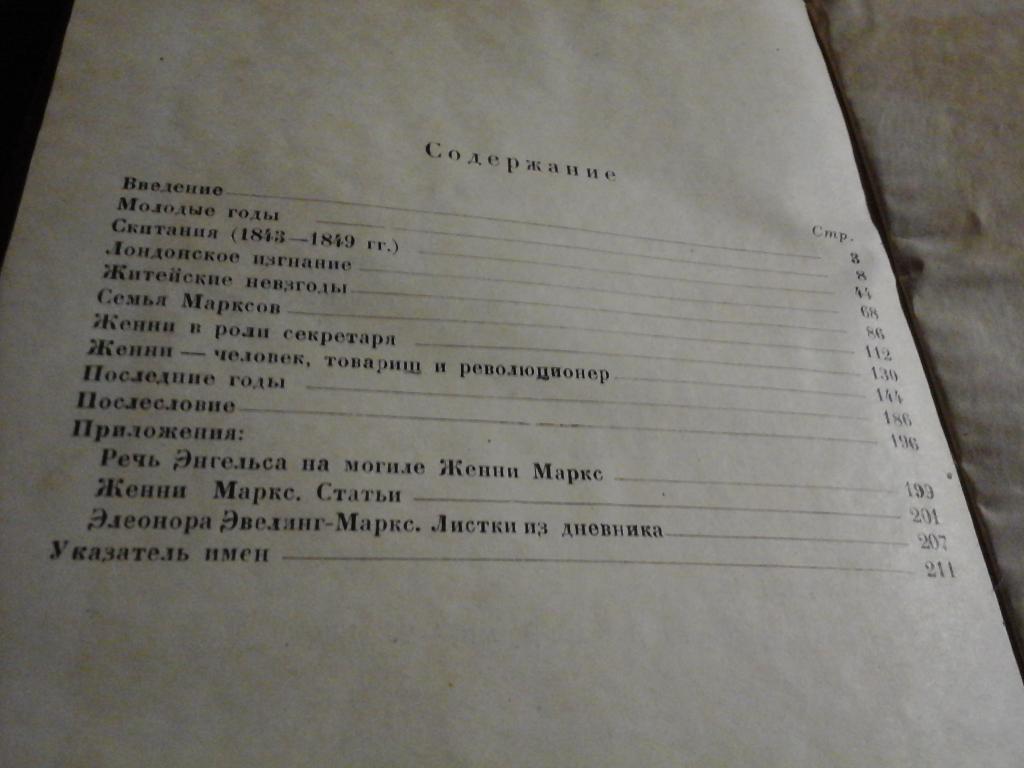 Содержание
Стр.
Введение 3
Молодые годы 8
Скитания (1843—1849 гг.) 44
Лондонское изгнание 68
Житейские невзгоды 86
Семья Марксов 112
Женни в роли секретаря 130
Женни — человек, товарищ и революционер 144
Последние годы 186
Послесловие 196
Приложения:
Речь Энгельса на могиле Женни Маркс 199
Женни Маркс. Статьи 201
Элеонора Эвелинг-Маркс. Листки из дневника 207
Указатель имен 211